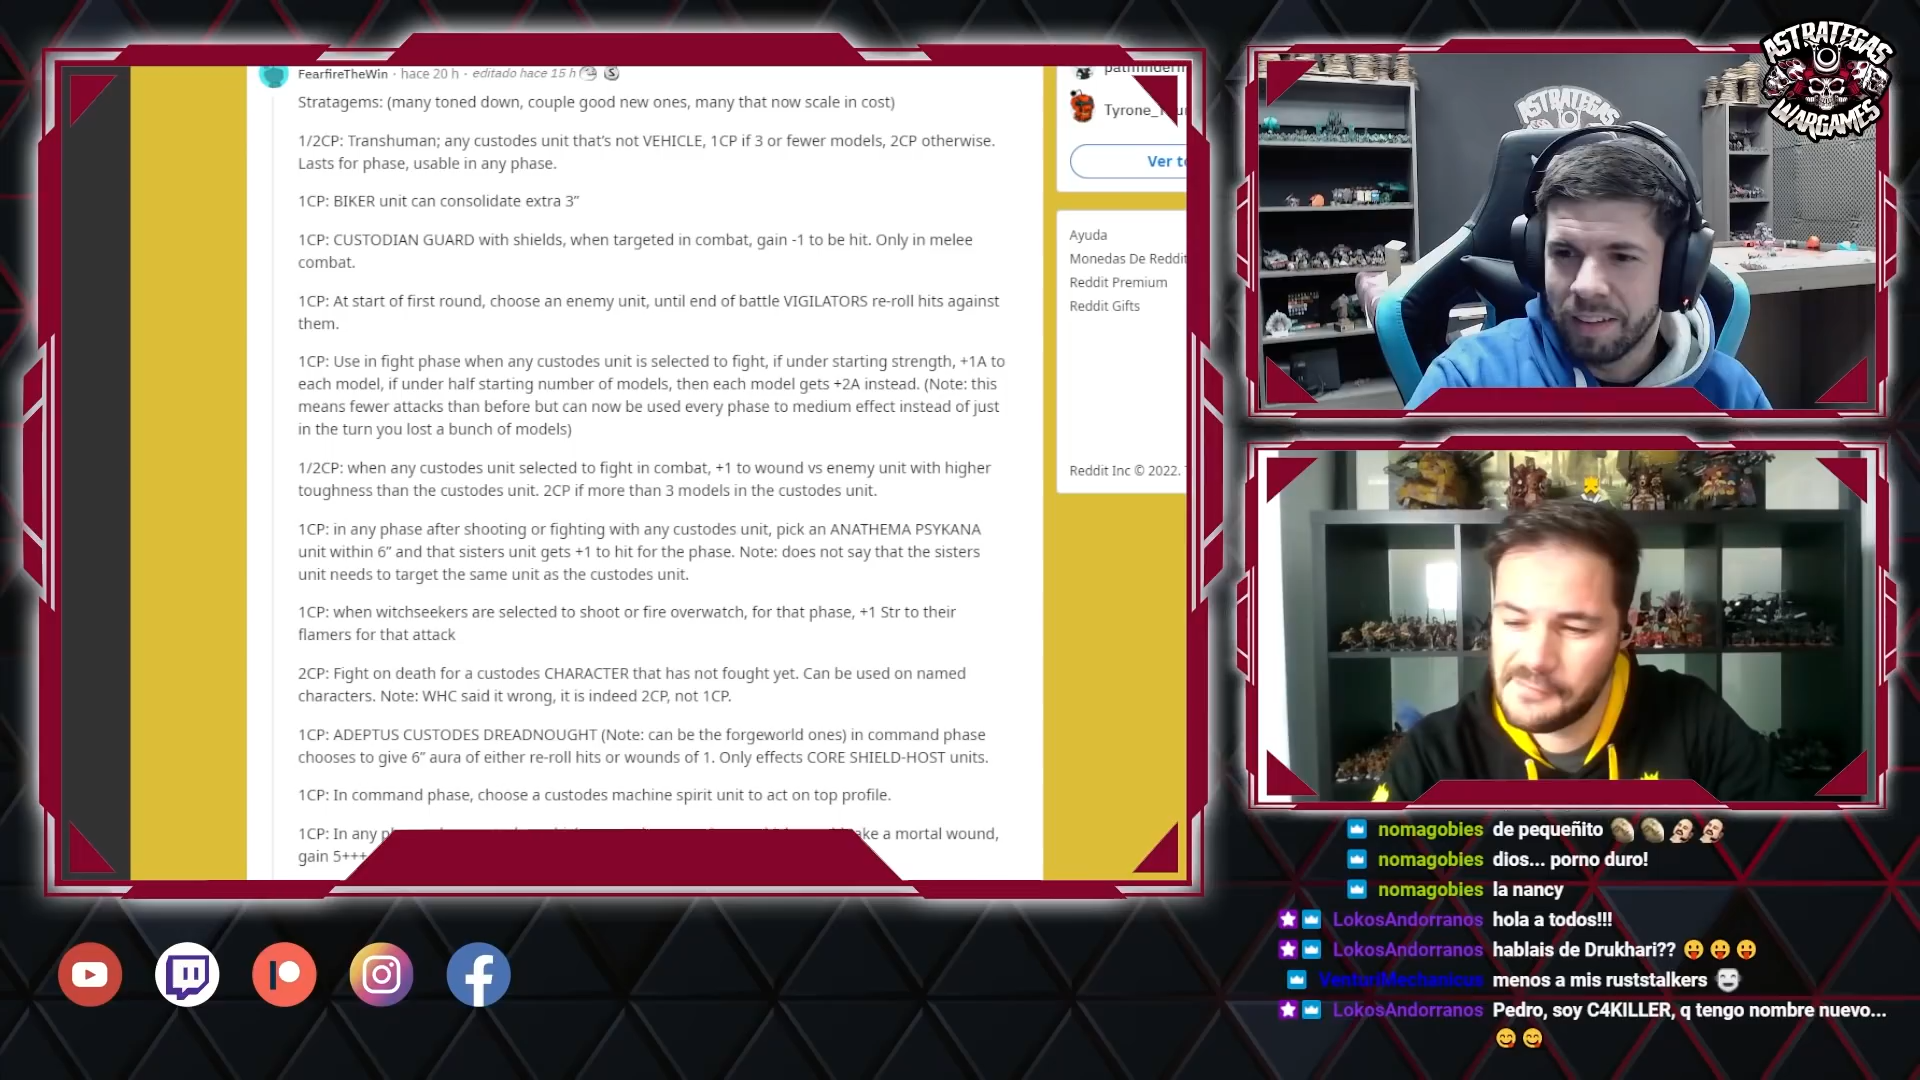 FearfireTheWin · hace 20 h · editado hace 15 h
Stratagems: (many toned down, couple good new ones, many that now scale in cost)
1/2CP: Transhuman; any custodes unit that's not VEHICLE, 1CP if 3 or fewer models, 2CP otherwise.
Lasts for phase, usable in any phase.
1CP: BIKER unit can consolidate extra 3”
1CP: CUSTODIAN GUARD with shields, when targeted in combat, gain -1 to be hit. Only in melee
combat.
1CP: At start of first round, choose an enemy unit, until end of battle VIGILATORS re-roll hits against
them.
1CP: Use in fight phase when any custodes unit is selected to fight, if under starting strength, +1A to
each model, if under half starting number of models, then each model gets +2A instead. (Note: this
means fewer attacks than before but can now be used every phase to medium effect instead of just
in the turn you lost a bunch of models)
1/2CP: when any custodes unit selected to fight in combat, +1 to wound vs enemy unit with higher
toughness than the custodes unit. 2CP if more than 3 models in the custodes unit.
1CP: in any phase after shooting or fighting with any custodes unit, pick an ANATHEMA PSYKANA
unit within 6” and that sisters unit gets +1 to hit for the phase. Note: does not say that the sisters
unit needs to target the same unit as the custodes unit.
1CP: when witchseekers are selected to shoot or fire overwatch, for that phase, +1 Str to their
flamers for that attack
2CP: Fight on death for a custodes CHARACTER that has not fought yet. Can be used on named
characters. Note: WHC said it wrong, it is indeed 2CP, not 1CP.
1CP: ADEPTUS CUSTODES DREADNOUGHT (Note: can be the forgeworld ones) in command phase
chooses to give 6” aura of either re-roll hits or wounds of 1. Only effects CORE SHIELD-HOST units.
1CP: In command phase, choose a custodes machine spirit unit to act on top profile.
1CP: In any a mortal wound,
gain 5+++
Ver
Ayuda
Monedas De Reddit
Reddit Premium
Reddit Gifts
Reddit Inc © 2022.
ASTRATEGAS
WARGAMES
ASTRATEGAS
nomagobies de pequeñito
nomagobies dios... porno duro!
nomagobies la nancy
LokosAndorranos hola a todos!!!
LokosAndorranos hablais de Drukhari??
VenturiMechanicus menos a mis ruststalkers
LokosAndorranos Pedro, soy C4KILLER, q tengo nombre nuevo...